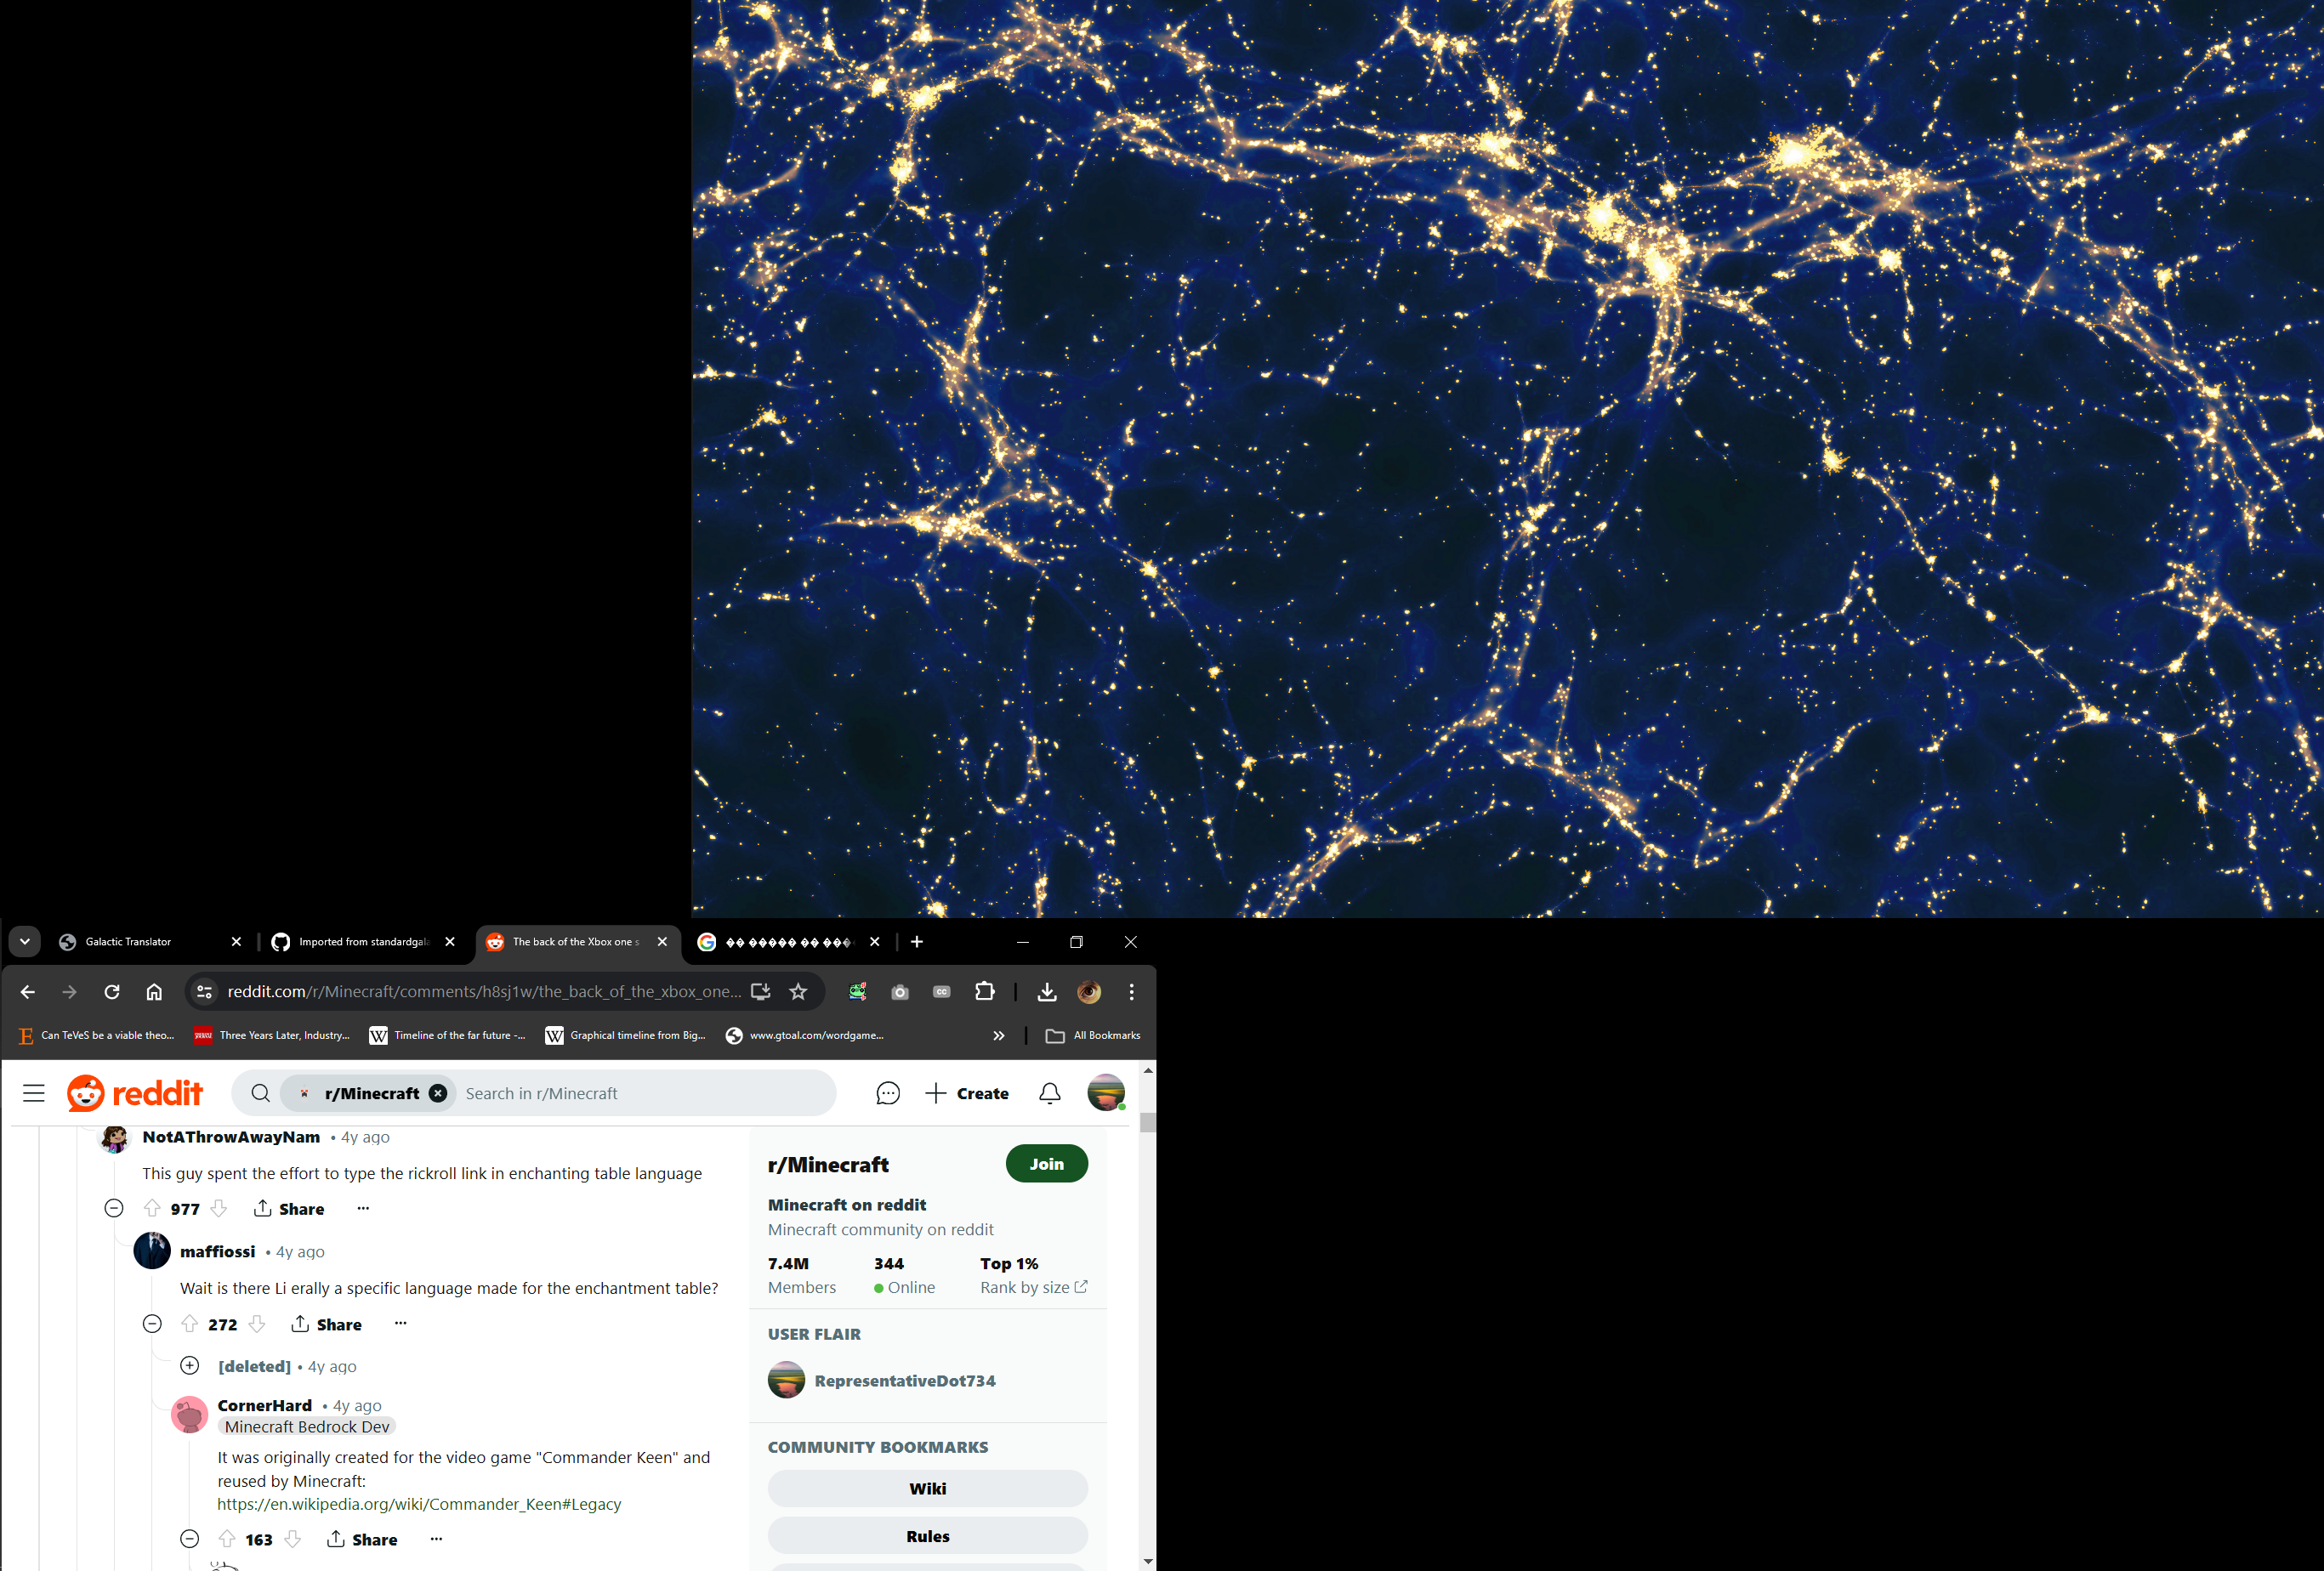 Galactic Translator
Imported from standardgala
The back of the Xbox one s
reddit.com/r/Minecraft/comments/h8sj1w/the_back_of_the_xbox_one...
CC
Can TeVeS be a viable theo...
Three Years Later, Industry...
Timeline of the far future -...
Graphical timeline from Big...
www.gtoal.com/wordgame...
All Bookmarks
reddit
r/Minecraft
Search in r/Minecraft
Create
NotAThrowAwayNam • 4y ago
This guy spent the effort to type the rickroll link in enchanting table language
977 Share
maffiossi • 4y ago
Wait is there Li erally a specific language made for the enchantment table?
272 Share
[deleted] • 4y ago
CornerHard • 4y ago
Minecraft Bedrock Dev
It was originally created for the video game "Commander Keen" and
reused by Minecraft:
https://en.wikipedia.org/wiki/Commander_Keen#Legacy
163 Share
r/Minecraft
Join
Minecraft on reddit
Minecraft community on reddit
7.4M 344 Top 1%
Members Online Rank by size
USER FLAIR
RepresentativeDot734
COMMUNITY BOOKMARKS
Wiki
Rules